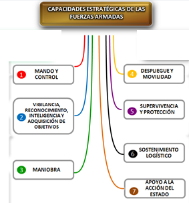 CAPACIDADES ESTRATÉGICAS DE LAS
FUERZAS ARMADAS
1 MANDO Y
CONTROL
2 VIGILANCIA,
RECONOCIMIENTO,
INTELIGENCIA Y
ADQUISICIÓN DE
OBJETIVOS
3 MANIOBRA
4 DESPLIEGUE Y
MOVILIDAD
5 SUPERVIVENCIA
Y PROTECCIÓN
6 SOSTENIMIENTO
LOGÍSTICO
7 APOYO A LA
ACCIÓN DEL
ESTADO